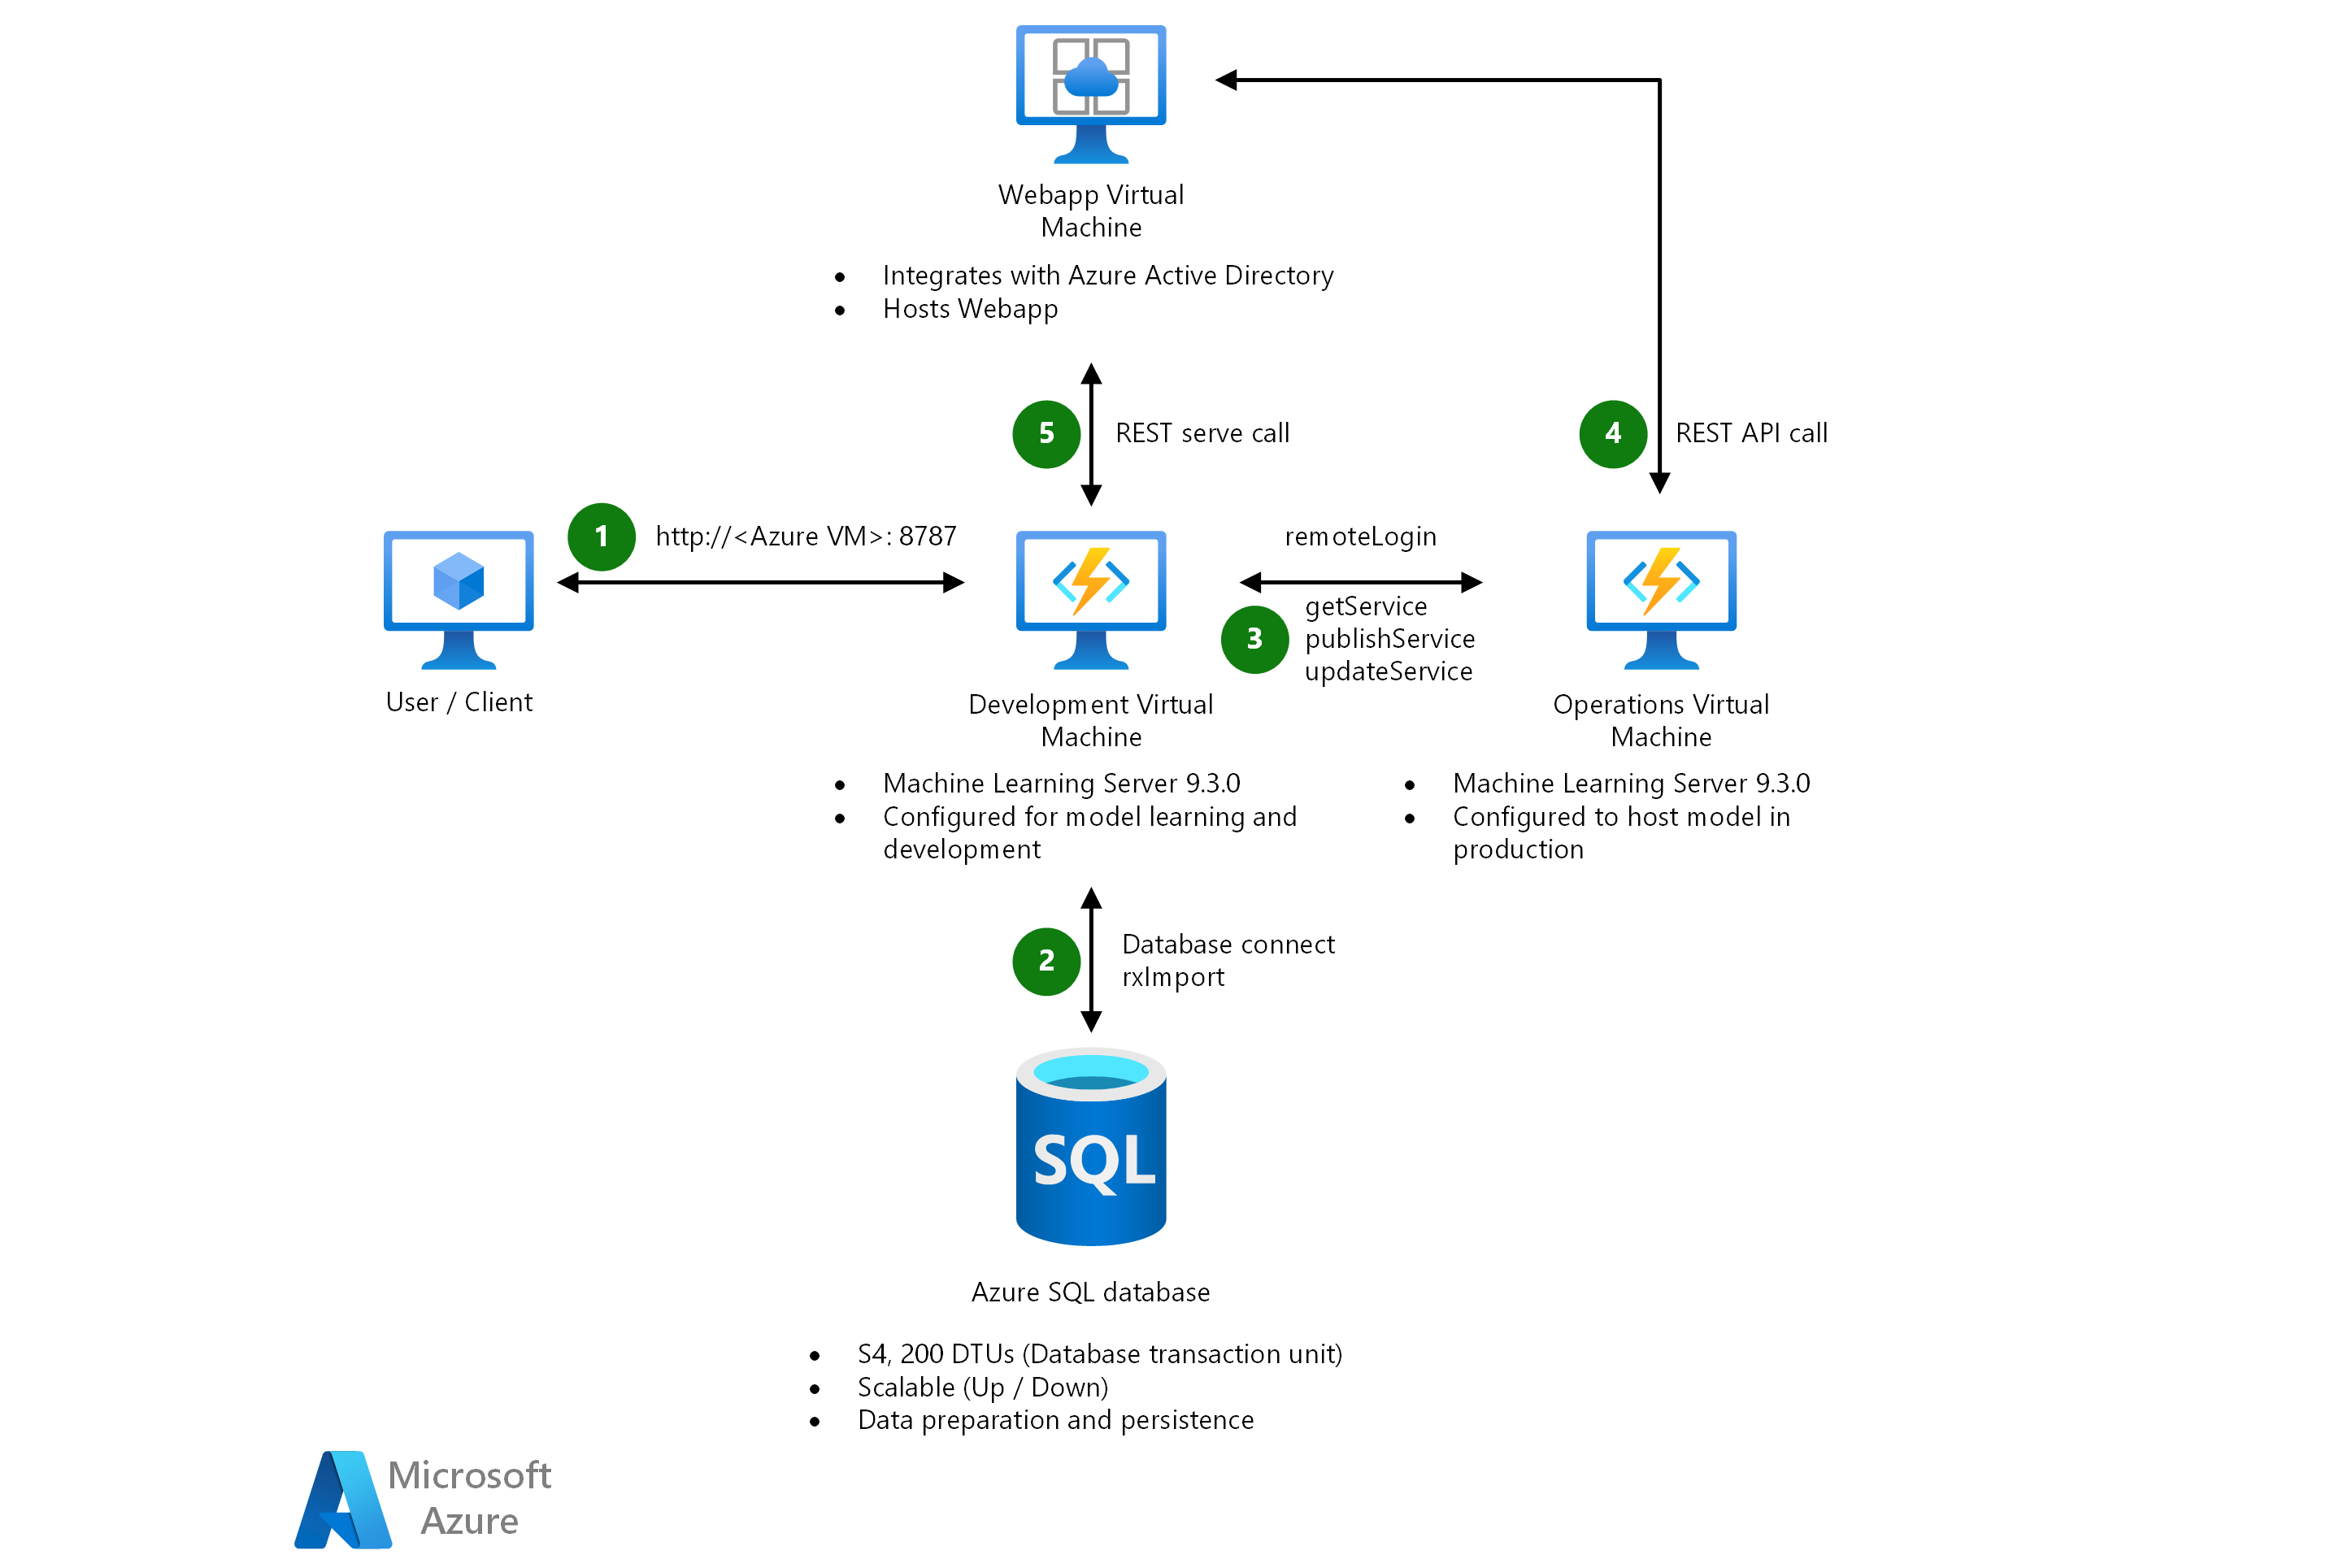 Webapp Virtual
Machine
Integrates with Azure Active Directory
Hosts Webapp
5
REST serve call
4
REST API call
1
http://<Azure VM>: 8787
remoteLogin
3
getService
publishService
updateService
User / Client
Development Virtual
Machine
Machine Learning Server 9.3.0
Configured for model learning and
development
Operations Virtual
Machine
Machine Learning Server 9.3.0
Configured to host model in
production
2
Database connect
rxImport
SQL
Azure SQL database
S4, 200 DTUs (Database transaction unit)
Scalable (Up / Down)
Data preparation and persistence
Microsoft
Azure